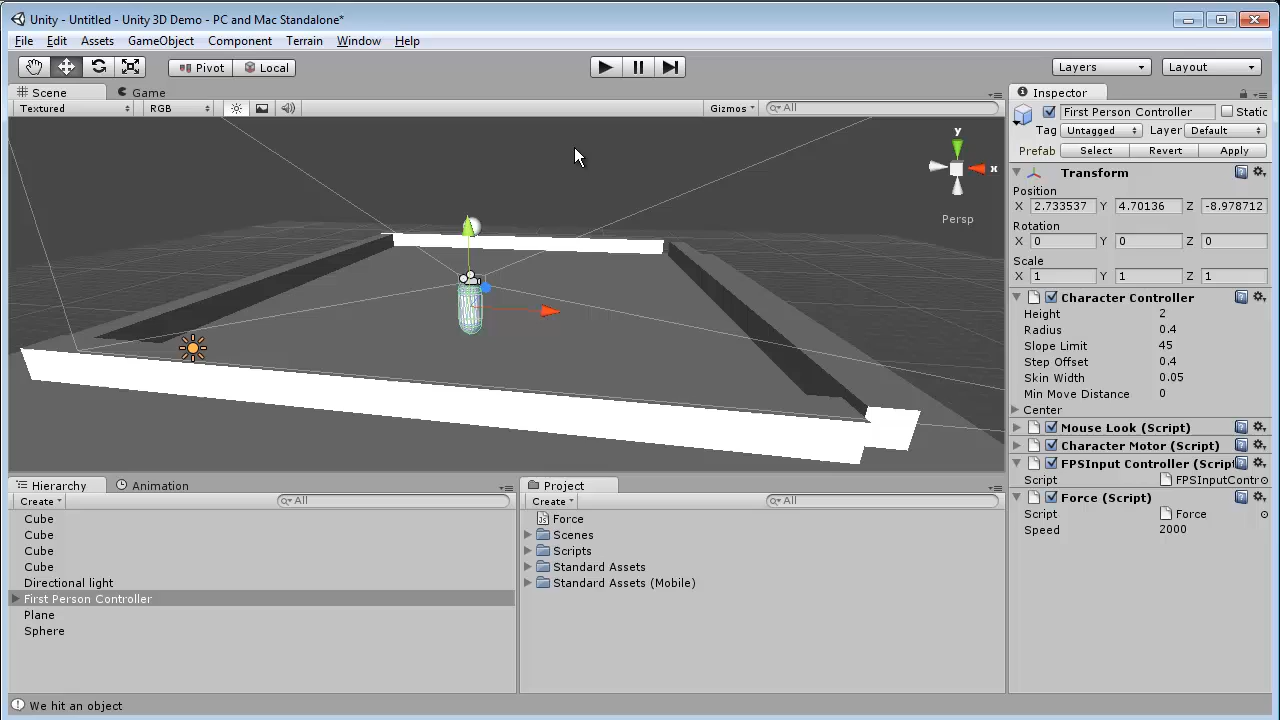 Unity - Untitled - Unity 3D Demo - PC and Mac Standalone*
File Edit Assets GameObject Component Terrain Window Help
Pivot Local Layers Layout
Scene Game
Textured RGB Gizmos All
y
x
Persp
Inspector
First Person Controller Static
Tag Untagged Layer Default
Prefab Select Revert Apply
Transform
Position
X 2.733537 Y 4.70136 Z -8.978712
Rotation
X 0 Y 0 Z 0
Scale
X 1 Y 1 Z 1
Character Controller
Height 2
Radius 0.4
Slope Limit 45
Step Offset 0.4
Skin Width 0.05
Min Move Distance 0
Center
Mouse Look (Script)
Character Motor (Script)
FPSInput Controller (Script
Script FPSInputContr
Force (Script)
Script Force
Speed 2000
Hierarchy Animation
Create All
Cube
Cube
Cube
Cube
Directional light
First Person Controller
Plane
Sphere
Project
Create All
Force
Scenes
Scripts
Standard Assets
Standard Assets (Mobile)
We hit an object